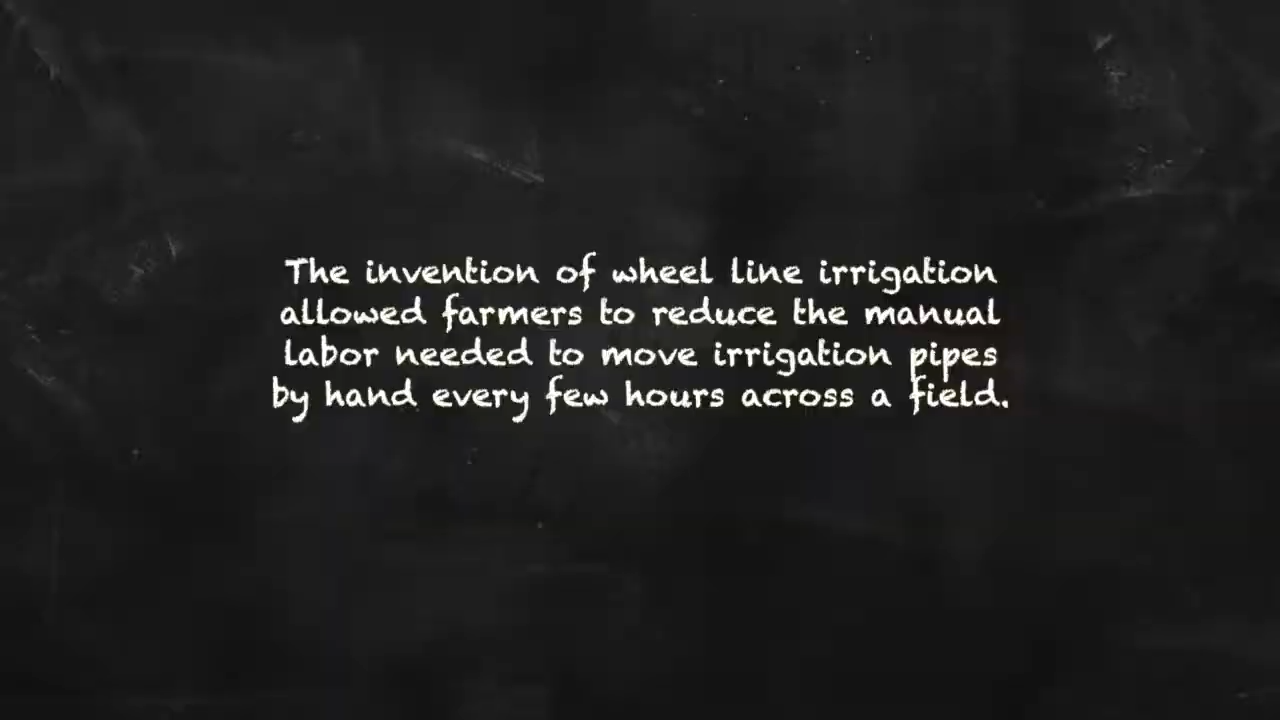 The invention of wheel line irrigation
allowed farmers to reduce the manual
labor needed to move irrigation pipes
by hand every few hours across a field.